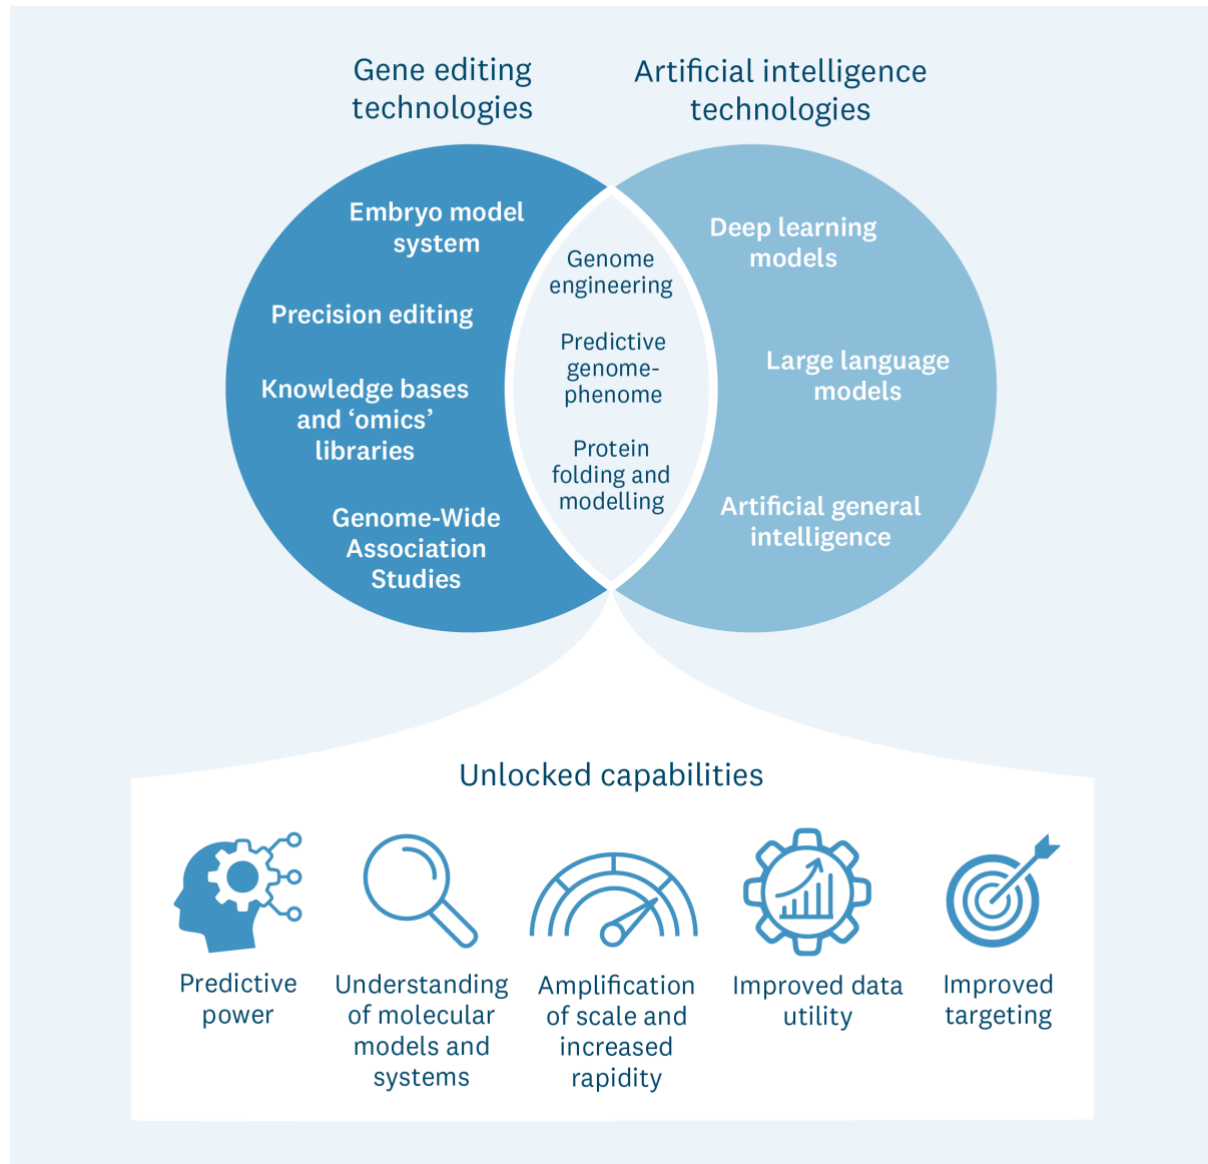 Gene editing
technologies
Artificial intelligence
technologies
Embryo model
system
Precision editing
Knowledge bases
and ‘omics’
libraries
Genome-Wide
Association
Studies
Genome
engineering
Predictive
genome-
phenome
Protein
folding and
modelling
Deep learning
models
Large language
models
Artificial general
intelligence
Unlocked capabilities
Predictive
power
Understanding
of molecular
models and
systems
Amplification
of scale and
increased
rapidity
Improved data
utility
Improved
targeting